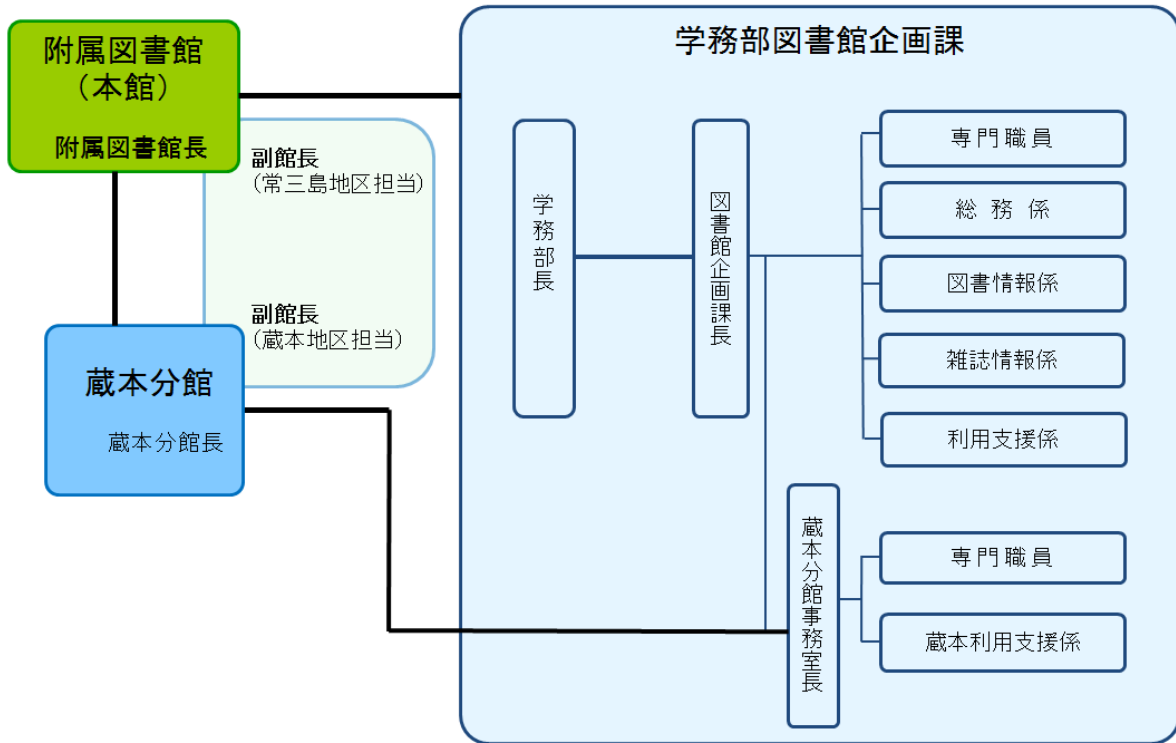 附属図書館
（本館）
附属図書館長
副館長
(常三島地区担当)
副館長
(蔵本地区担当)
蔵本分館
蔵本分館長
学務部図書館企画課
学務部長
図書館企画課長
専門職員
総務係
図書情報係
雑誌情報係
利用支援係
蔵本分館事務室長
専門職員
蔵本利用支援係